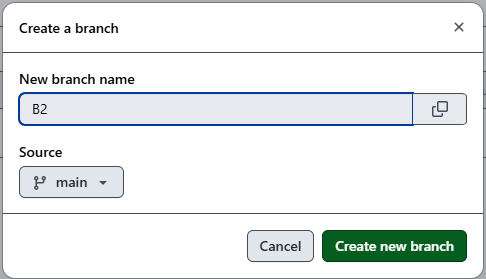 Create a branch
New branch name
B2
Source
main
Cancel
Create new branch